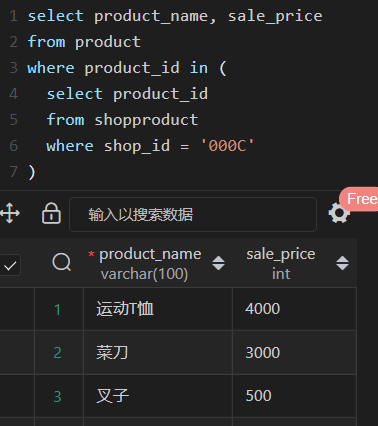 1 select product_name, sale_price
2 from product
3 where product_id in (
4 select product_id
5 from shopproduct
6 where shop_id = '000C'
7 )
输入以搜索数据
Free
* product_name sale_price
varchar(100) int
1 运动T恤 4000
2 菜刀 3000
3 叉子 500